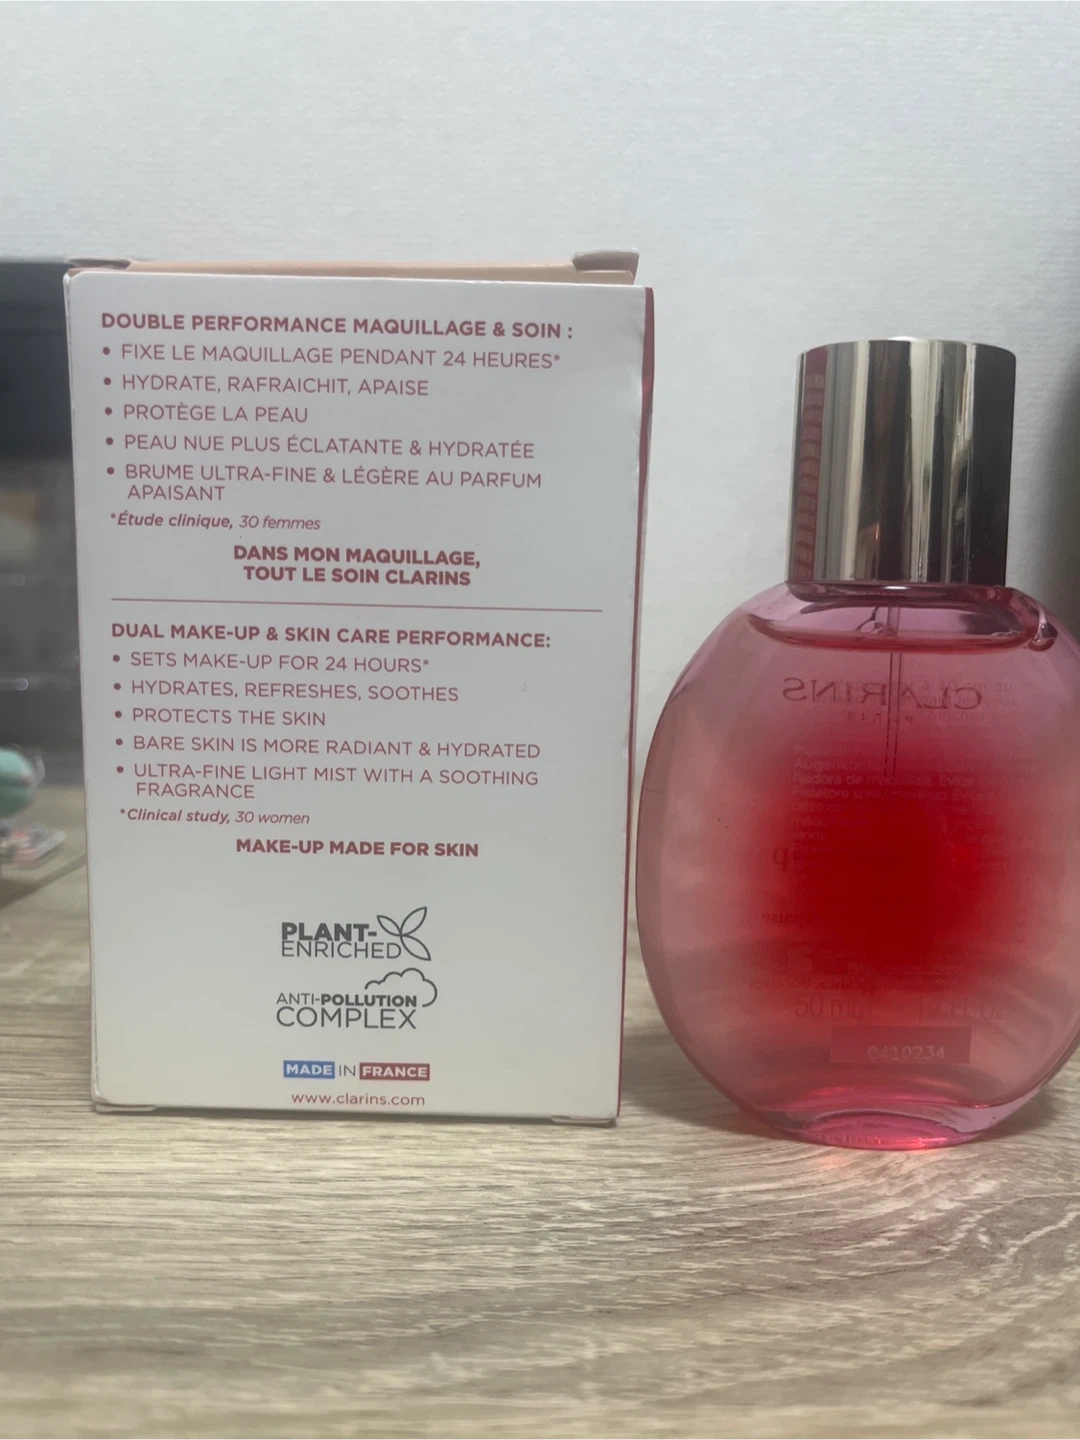 DOUBLE PERFORMANCE MAQUILLAGE & SOIN :
• FIXE LE MAQUILLAGE PENDANT 24 HEURES*
• HYDRATE, RAFRAICHIT, APAISE
• PROTÈGE LA PEAU
• PEAU NUE PLUS ÉCLATANTE & HYDRATÉE
• BRUME ULTRA-FINE & LÉGÈRE AU PARFUM
APAISANT
*Étude clinique, 30 femmes
DANS MON MAQUILLAGE,
TOUT LE SOIN CLARINS
DUAL MAKE-UP & SKIN CARE PERFORMANCE:
• SETS MAKE-UP FOR 24 HOURS*
• HYDRATES, REFRESHES, SOOTHES
• PROTECTS THE SKIN
• BARE SKIN IS MORE RADIANT & HYDRATED
• ULTRA-FINE LIGHT MIST WITH A SOOTHING
FRAGRANCE
*Clinical study, 30 women
MAKE-UP MADE FOR SKIN
PLANT-
ENRICHED
ANTI-POLLUTION
COMPLEX
MADE IN FRANCE
www.clarins.com
CLARINS
PARIS
0410234